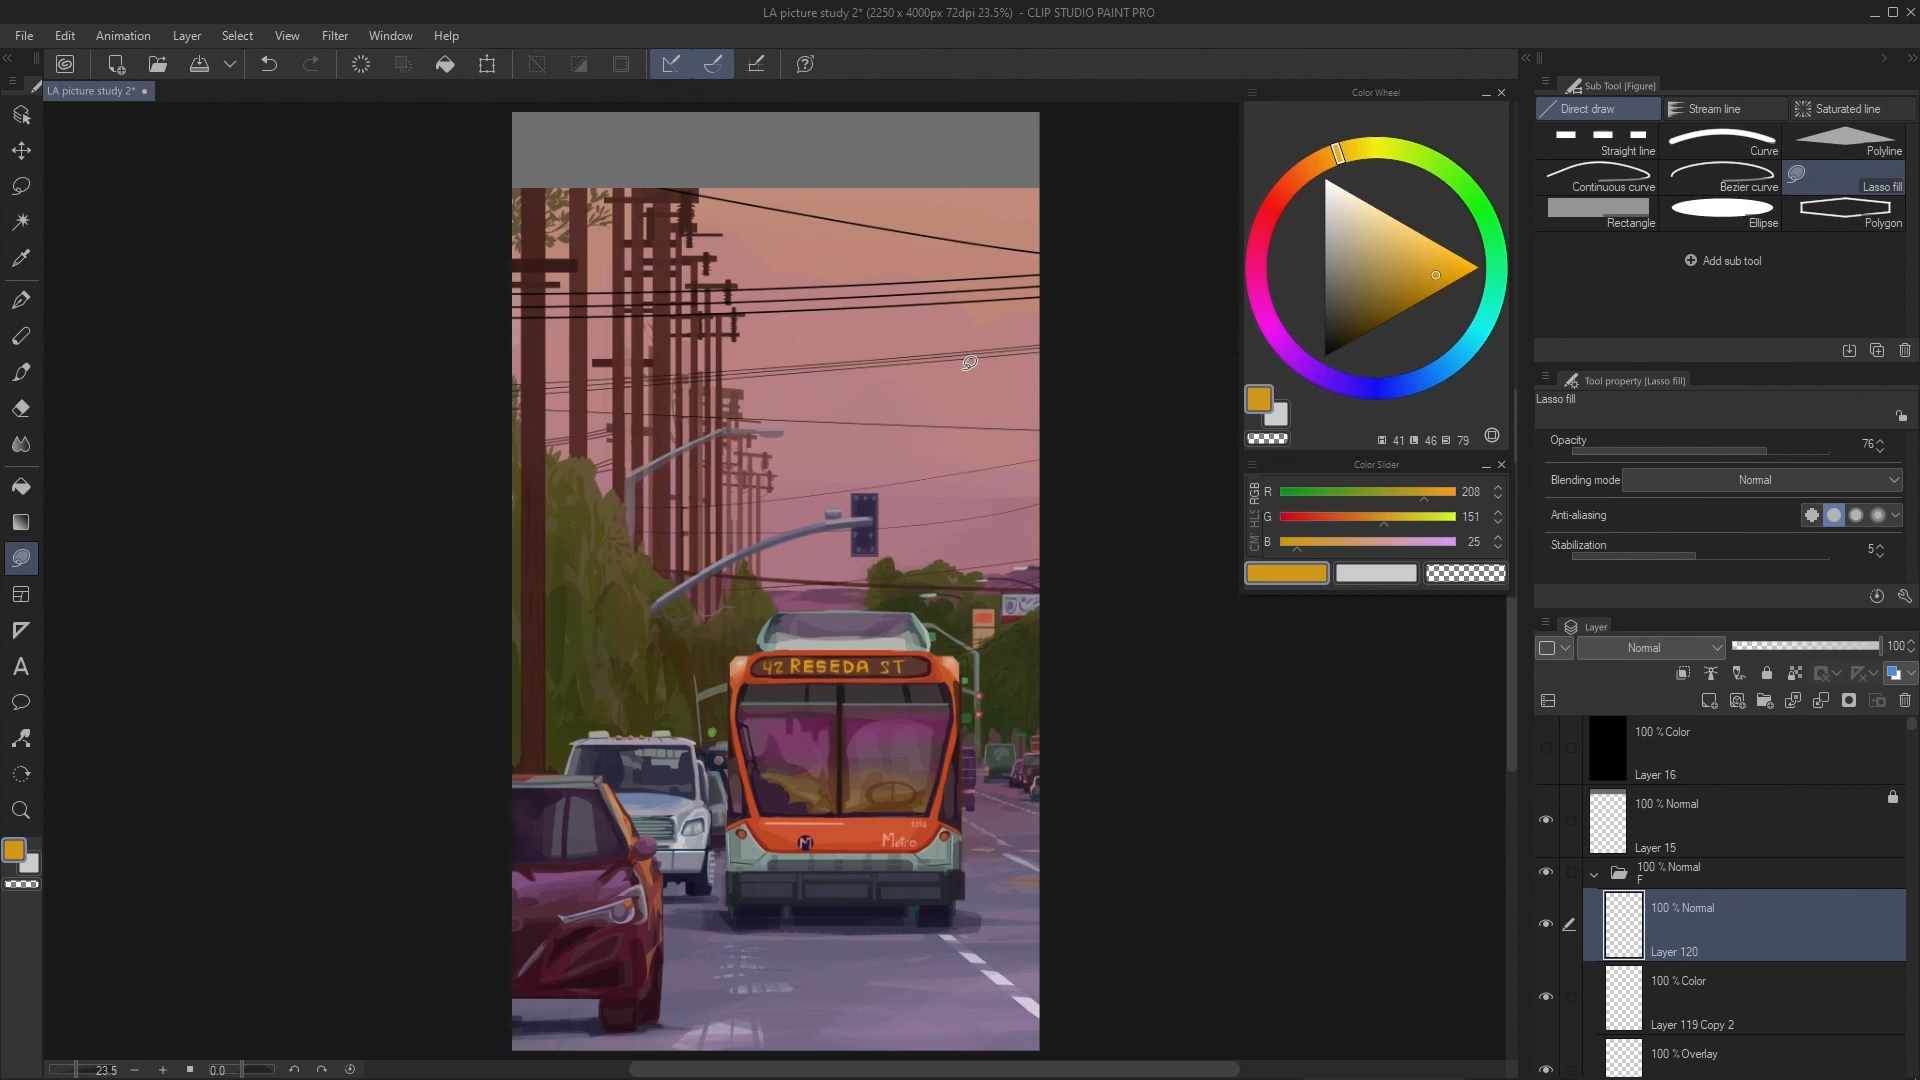 LA picture study 2* (2250 x 4000px 72dpi 23.5%) - CLIP STUDIO PAINT PRO
File Edit Animation Layer Select View Filter Window Help
LA picture study 2*
42 RESEDA ST
Metro
M
Color Wheel
41 46 79
Color Slider
RGB
HLS
CM
R 208
G 151
B 25
Sub Tool [Figure]
Direct draw Stream line Saturated line
Straight line Curve Polyline
Continuous curve Bezier curve Lasso fill
Rectangle Ellipse Polygon
Add sub tool
Tool property [Lasso fill]
Lasso fill
Opacity 76
Blending mode Normal
Anti-aliasing
Stabilization 5
Layer
Normal 100
100 % Color
Layer 16
100 % Normal
Layer 15
100 % Normal
F
100 % Normal
Layer 120
100 % Color
Layer 119 Copy 2
100 % Overlay
23.5 0.0